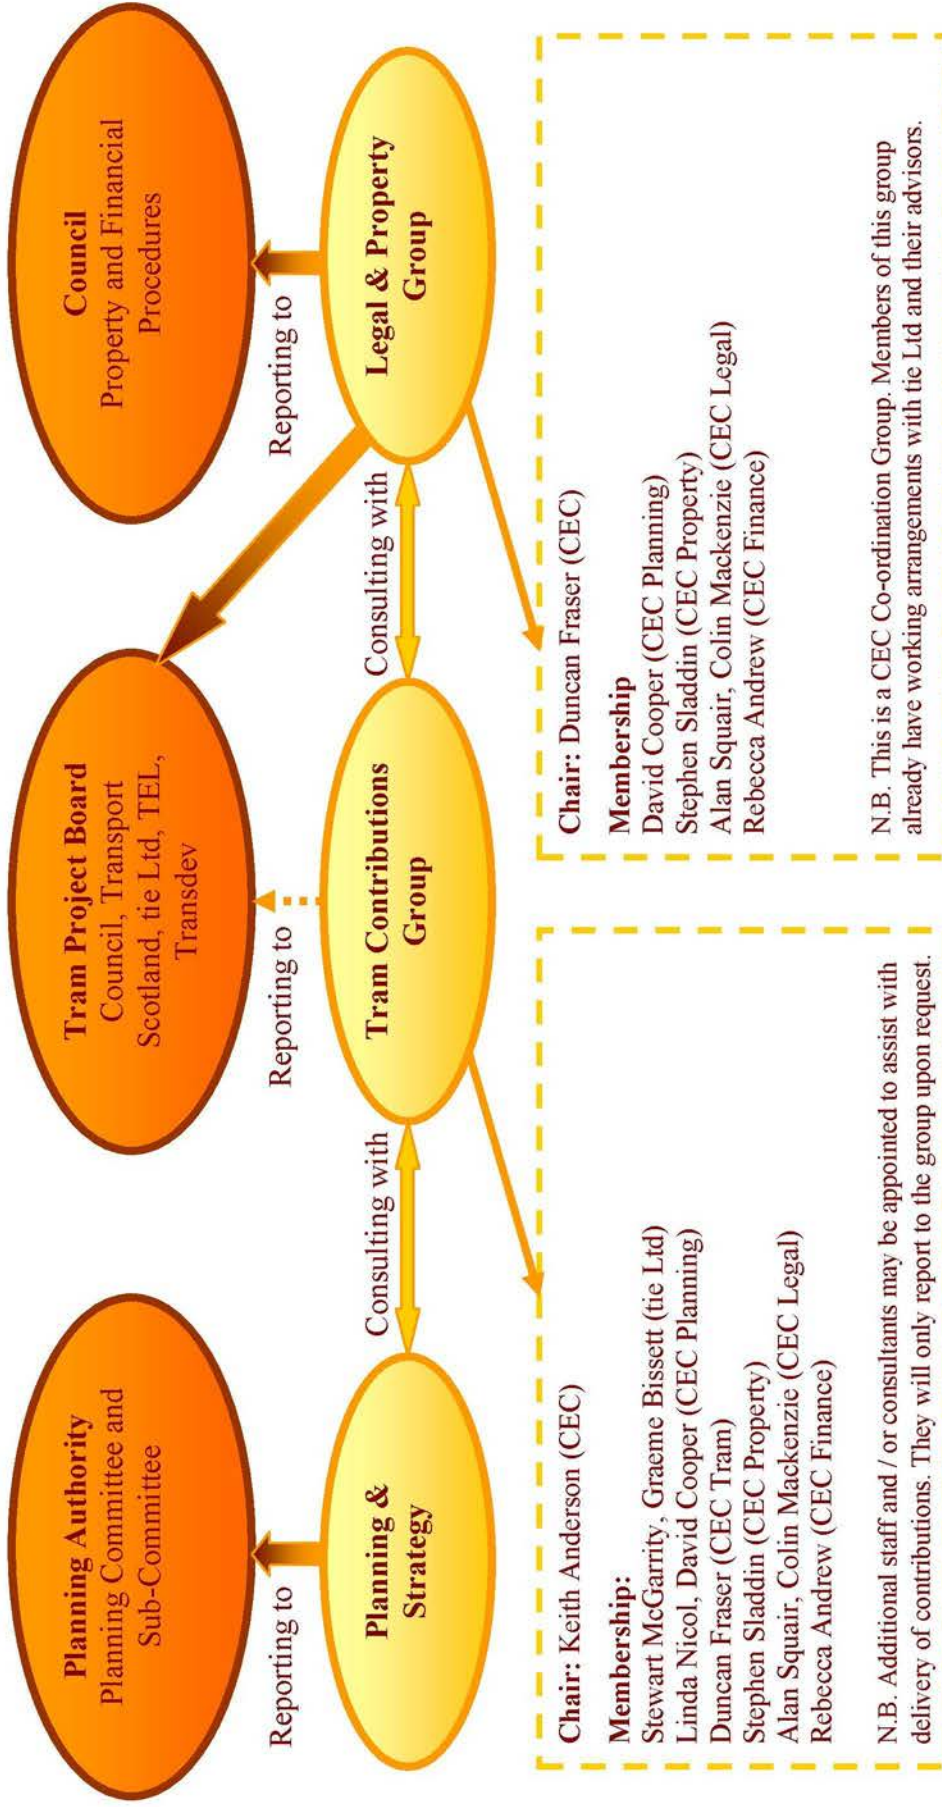 Planning Authority
Planning Committee and
Sub-Committee
Tram Project Board
Council, Transport
Scotland, tie Ltd, TEL,
Transdev
Council
Property and Financial
Procedures
Reporting to
Reporting to
Reporting to
Planning &
Strategy
Consulting with
Tram Contributions
Group
Consulting with
Legal & Property
Group
Chair: Keith Anderson (CEC)
Membership:
Stewart McGarrity, Graeme Bissett (tie Ltd)
Linda Nicol, David Cooper (CEC Planning)
Duncan Fraser (CEC Tram)
Stephen Sladdin (CEC Property)
Alan Squair, Colin Mackenzie (CEC Legal)
Rebecca Andrew (CEC Finance)
N.B. Additional staff and / or consultants may be appointed to assist with
delivery of contributions. They will only report to the group upon request.
Chair: Duncan Fraser (CEC)
Membership
David Cooper (CEC Planning)
Stephen Sladdin (CEC Property)
Alan Squair, Colin Mackenzie (CEC Legal)
Rebecca Andrew (CEC Finance)
N.B. This is a CEC Co-ordination Group. Members of this group
already have working arrangements with tie Ltd and their advisors.